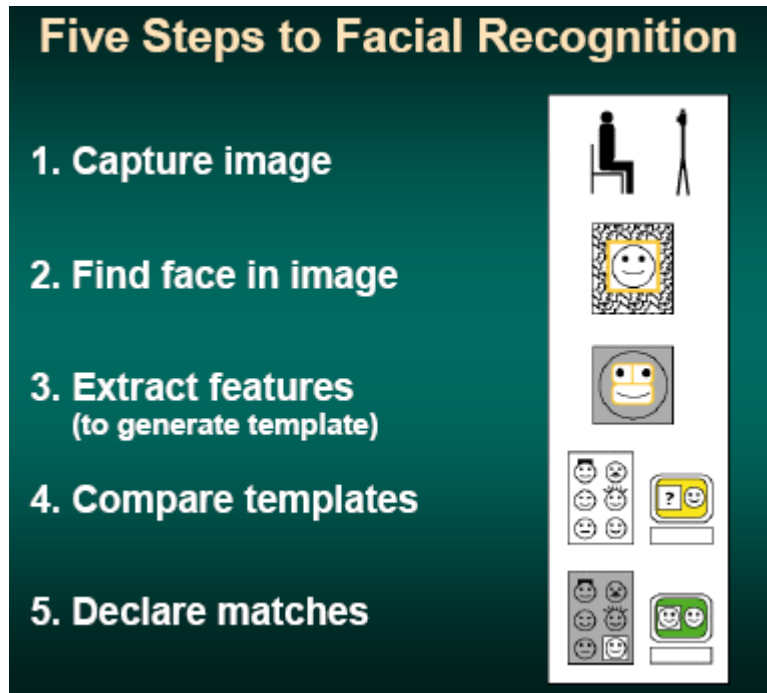 Five Steps to Facial Recognition
1. Capture image
2. Find face in image
3. Extract features
(to generate template)
4. Compare templates
?
5. Declare matches